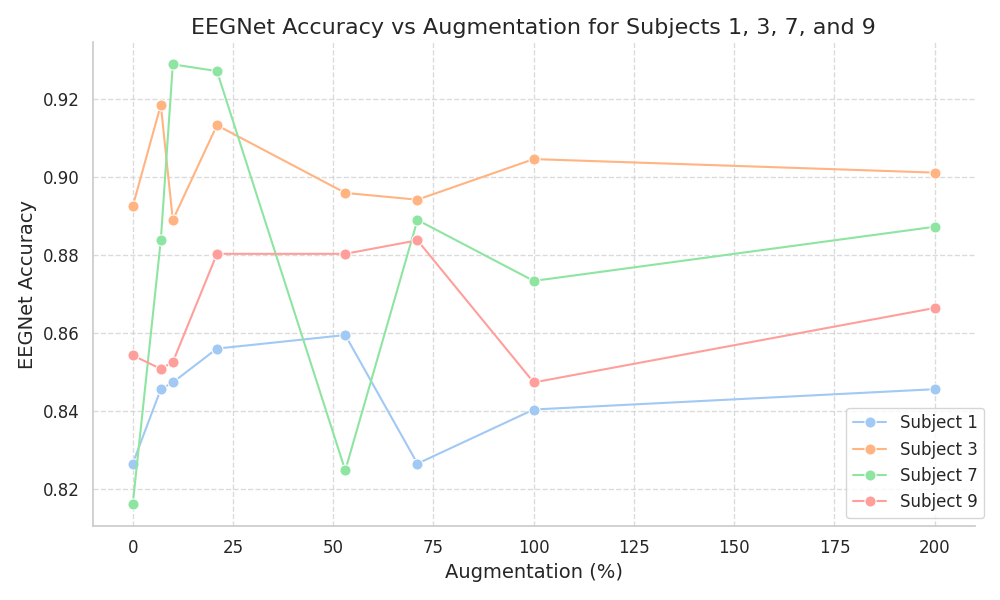 EEGNet Accuracy vs Augmentation for Subjects 1, 3, 7, and 9
EEGNet Accuracy
0.92
0.90
0.88
0.86
0.84
0.82
Subject 1
Subject 3
Subject 7
Subject 9
0 25 50 75 100 125 150 175 200
Augmentation (%)